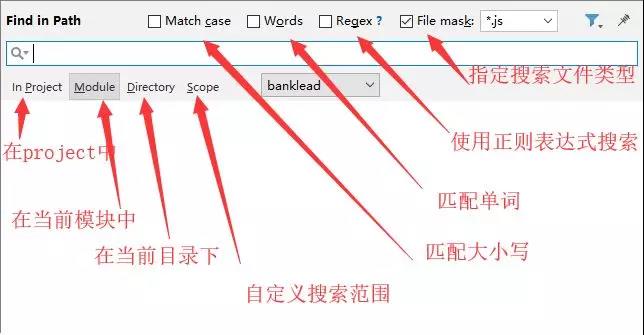 Find in Path Match case Words Regex ? File mask: *.js
In Project Module Directory Scope banklead
指定搜索文件类型
使用正则表达式搜索
在project中
匹配单词
在当前模块中
匹配大小写
在当前目录下
自定义搜索范围